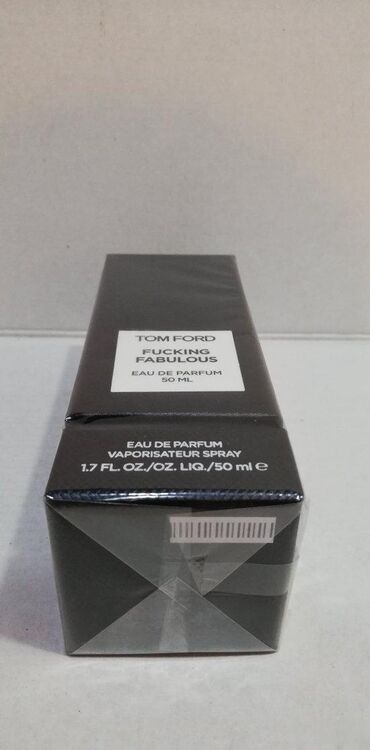 TOM FORD
FUCKING
FABULOUS
EAU DE PARFUM
50 ML
EAU DE PARFUM
VAPORISATEUR SPRAY
1.7 FL. OZ./OZ. LIQ./50 ml ℮